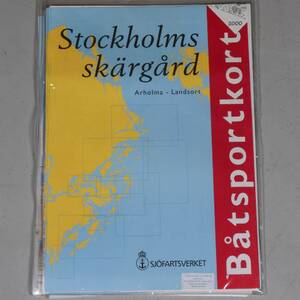 Stockholms
skärgård
Arholma - Landsort
SJÖFARTSVERKET
Båtsportkort
2000